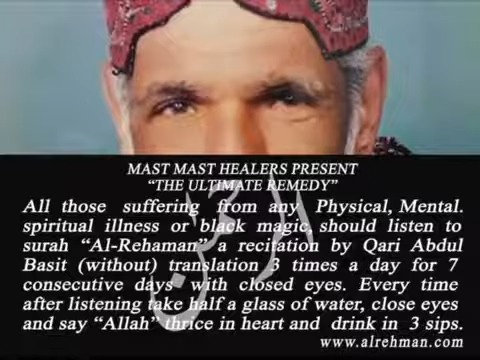 MAST MAST HEALERS PRESENT
“THE ULTIMATE REMEDY”
All those suffering from any Physical, Mental.
spiritual illness or black magic, should listen to
surah “Al-Rehaman” a recitation by Qari Abdul
Basit (without) translation 3 times a day for 7
consecutive days with closed eyes. Every time
after listening take half a glass of water, close eyes
and say “Allah” thrice in heart and drink in 3 sips.
www.alrehman.com
الرحمن